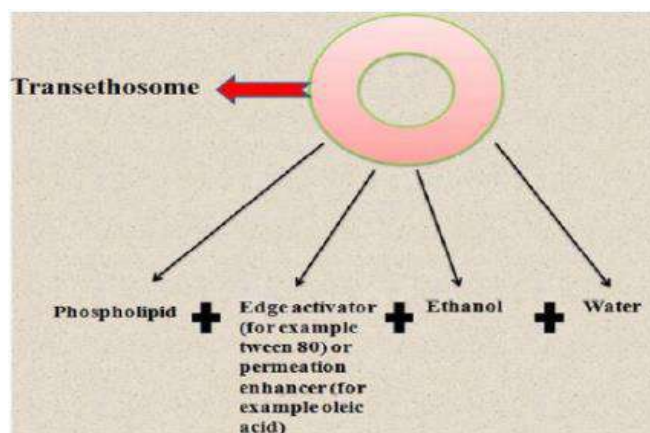 Transethosome
Phospholipid + Edge activator + Ethanol + Water
(for example
tween 80) or
permeation
enhancer (for
example oleic
acid)